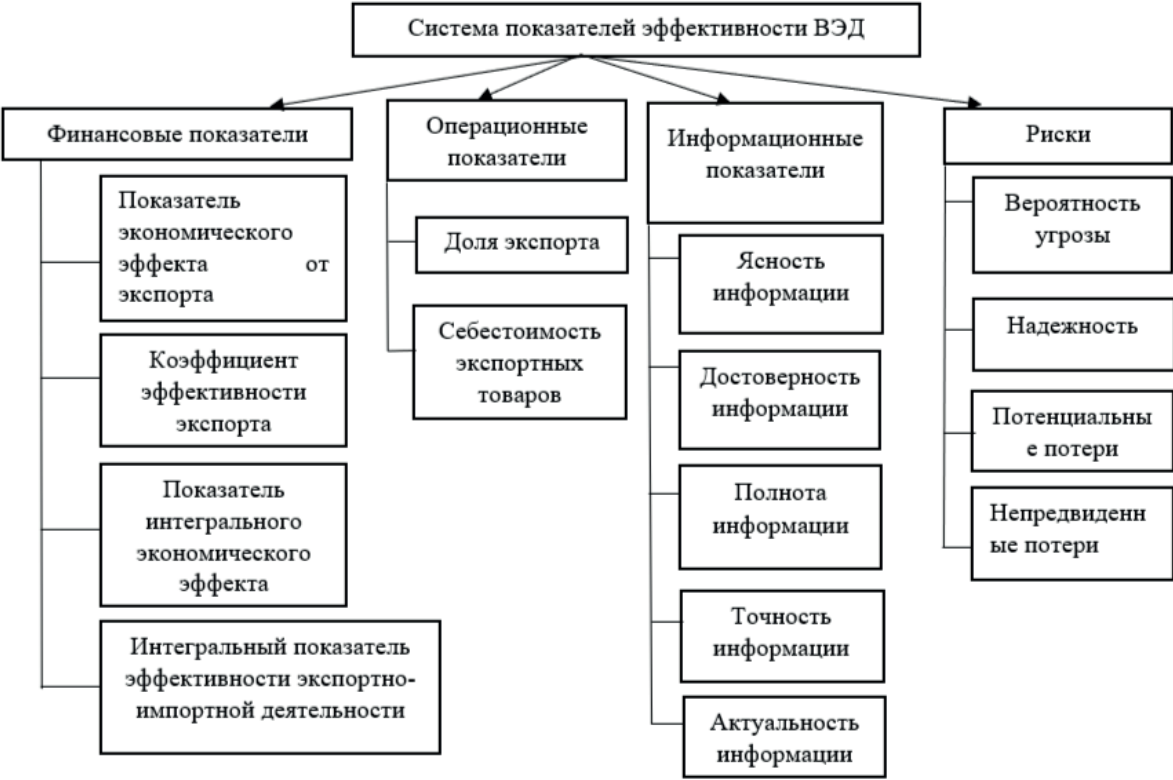 Система показателей эффективности ВЭД
Финансовые показатели
Показатель
экономического
эффекта от
экспорта
Коэффициент
эффективности
экспорта
Показатель
интегрального
экономического
эффекта
Интегральный показатель
эффективности экспортно-
импортной деятельности
Операционные
показатели
Доля экспорта
Себестоимость
экспортных
товаров
Информационные
показатели
Ясность
информации
Достоверность
информации
Полнота
информации
Точность
информации
Актуальность
информации
Риски
Вероятность
угрозы
Надежность
Потенциальны
е потери
Непредвиденн
ые потери